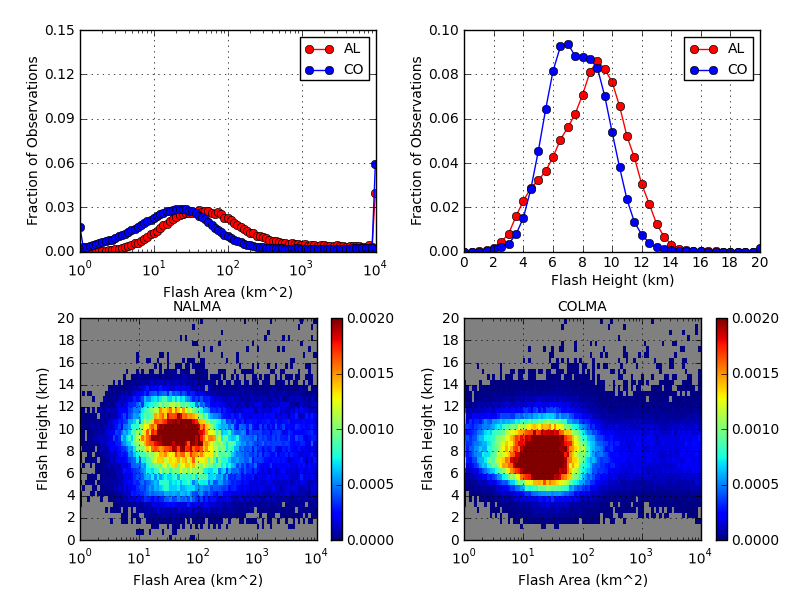 0.15
0.12
0.09
0.06
0.03
0.00
Fraction of Observations
AL
CO
10^0 10^1 10^2 10^3 10^4
Flash Area (km^2)
0.10
0.08
0.06
0.04
0.02
0.00
Fraction of Observations
AL
CO
0 2 4 6 8 10 12 14 16 18 20
Flash Height (km)
NALMA
20
18
16
14
12
10
8
6
4
2
0
Flash Height (km)
10^0 10^1 10^2 10^3 10^4
Flash Area (km^2)
0.0020
0.0015
0.0010
0.0005
0.0000
COLMA
20
18
16
14
12
10
8
6
4
2
0
Flash Height (km)
10^0 10^1 10^2 10^3 10^4
Flash Area (km^2)
0.0020
0.0015
0.0010
0.0005
0.0000